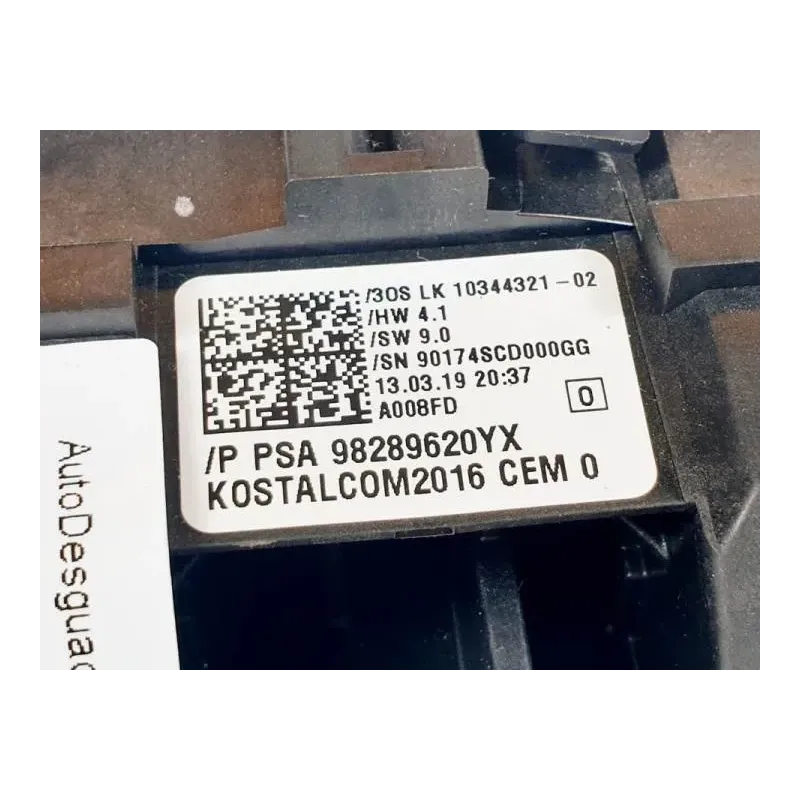 /3OS LK 10344321-02
/HW 4.1
/SW 9.0
/SN 90174SCD000GG
13.03.19 20:37
A008FD
0
/P PSA 98289620YX
KOSTALCOM2016 CEM 0
AutoDesguac